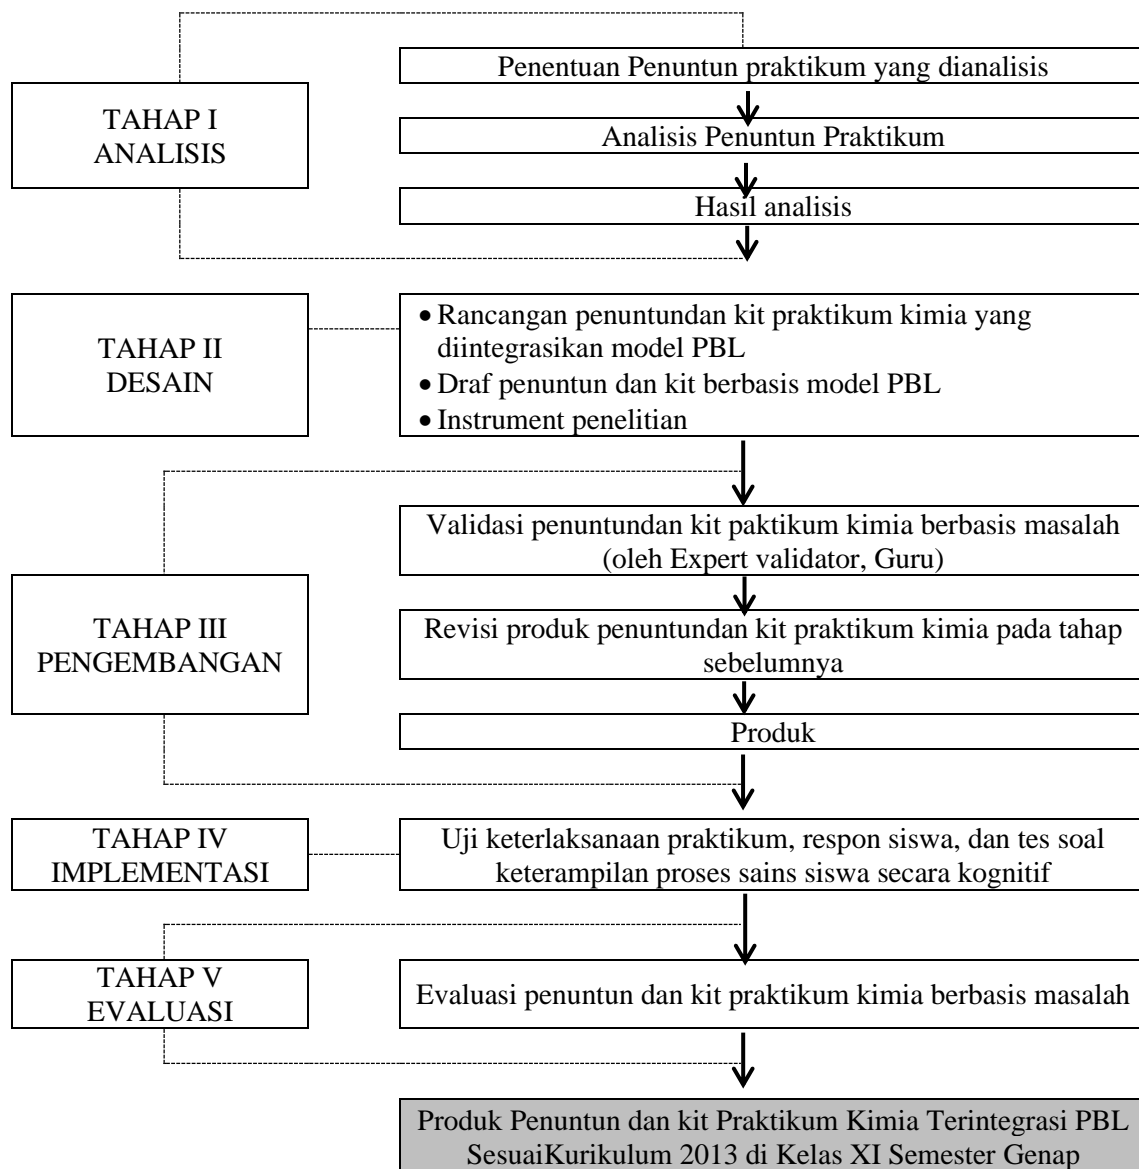 Penentuan Penuntun praktikum yang dianalisis
TAHAP I
ANALISIS
Analisis Penuntun Praktikum
Hasil analisis
TAHAP II
DESAIN
• Rancangan penuntundan kit praktikum kimia yang
diintegrasikan model PBL
• Draf penuntun dan kit berbasis model PBL
• Instrument penelitian
Validasi penuntundan kit paktikum kimia berbasis masalah
(oleh Expert validator, Guru)
TAHAP III
PENGEMBANGAN
Revisi produk penuntundan kit praktikum kimia pada tahap
sebelumnya
Produk
TAHAP IV
IMPLEMENTASI
Uji keterlaksanaan praktikum, respon siswa, dan tes soal
keterampilan proses sains siswa secara kognitif
TAHAP V
EVALUASI
Evaluasi penuntun dan kit praktikum kimia berbasis masalah
Produk Penuntun dan kit Praktikum Kimia Terintegrasi PBL
SesuaiKurikulum 2013 di Kelas XI Semester Genap